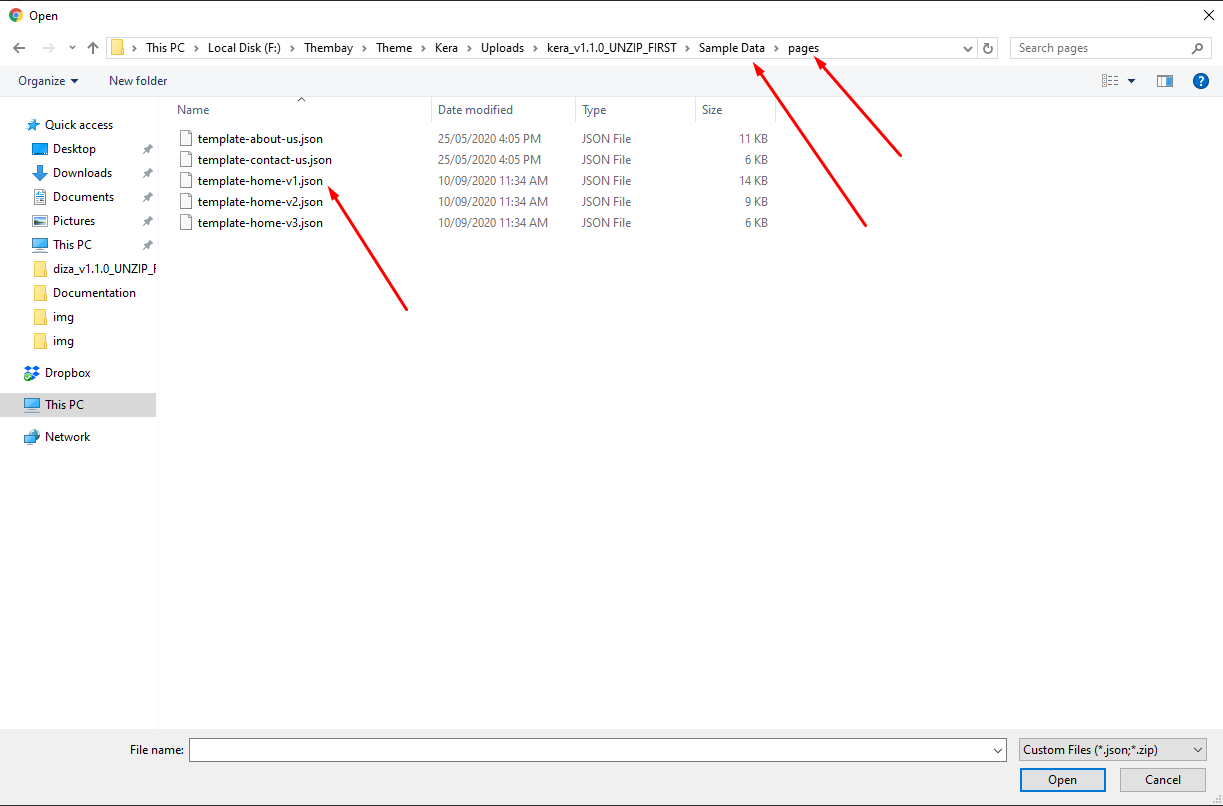 Open
This PC > Local Disk (F:) > Thembay > Theme > Kera > Uploads > kera_v1.1.0_UNZIP_FIRST > Sample Data > pages
Search pages
Organize
New folder
Name Date modified Type Size
template-about-us.json 25/05/2020 4:05 PM JSON File 11 KB
template-contact-us.json 25/05/2020 4:05 PM JSON File 6 KB
template-home-v1.json 10/09/2020 11:34 AM JSON File 14 KB
template-home-v2.json 10/09/2020 11:34 AM JSON File 9 KB
template-home-v3.json 10/09/2020 11:34 AM JSON File 6 KB
Quick access
Desktop
Downloads
Documents
Pictures
This PC
diza_v1.1.0_UNZIP_F
Documentation
img
img
Dropbox
This PC
Network
File name:
Custom Files (*.json;*.zip)
Open
Cancel